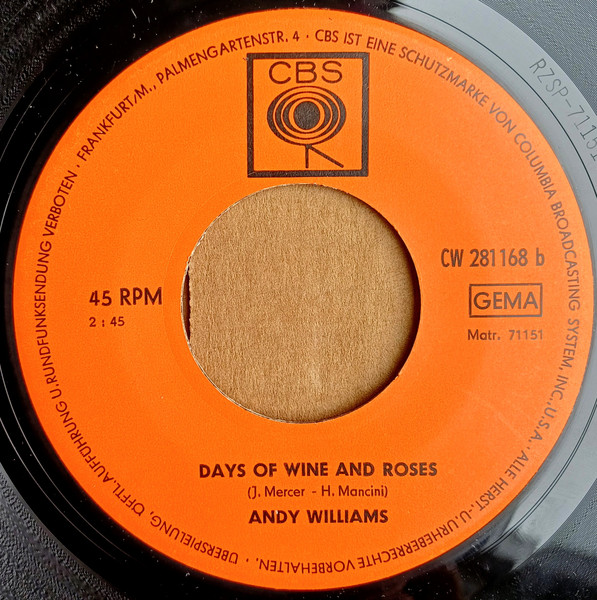 FRANKFURT/M., PALMENGARTENSTR. 4 · CBS IST EINE SCHUTZMARKE VON COLUMBIA BROADCASTING SYSTEM, INC., U.S.A. · ALLE HERST.-U. URHEBERRECHTE VORBEHALTEN. · ÜBERSPIELUNG, ÖFFTL. AUFFÜHRUNG U. RUNDFUNKSENDUNG VERBOTEN ·
CBS
RZSP-71151
CW 281168 b
45 RPM
GEMA
2 : 45
Matr. 71151
DAYS OF WINE AND ROSES
(J. Mercer - H. Mancini)
ANDY WILLIAMS